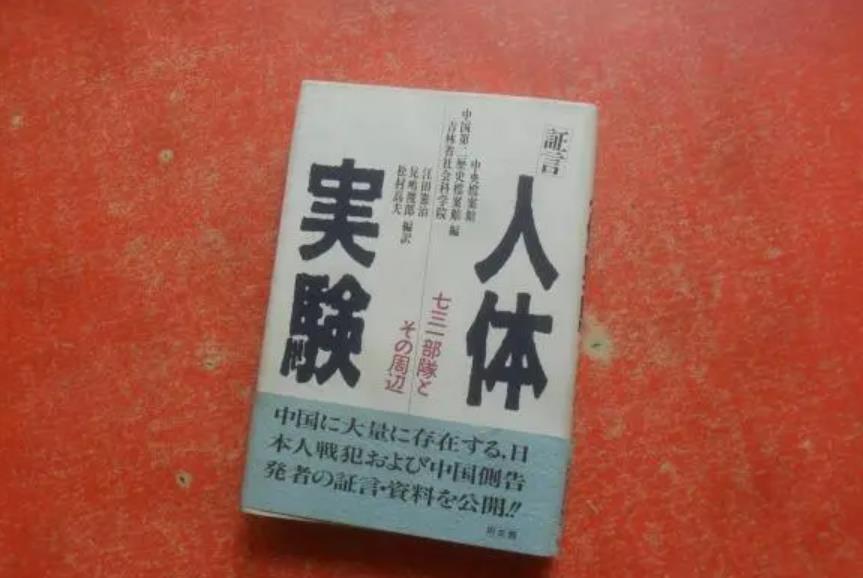 ［証言］
人体
実験
中央檔案館
中国第二歴史檔案館 編
吉林省社会科学院
江田憲治
兒嶋俊郎 編訳
松村高夫
七三一部隊と
その周辺
中国に大量に存在する、日
本人戦犯および中国側告
発者の証言・資料を公開!!
同文舘